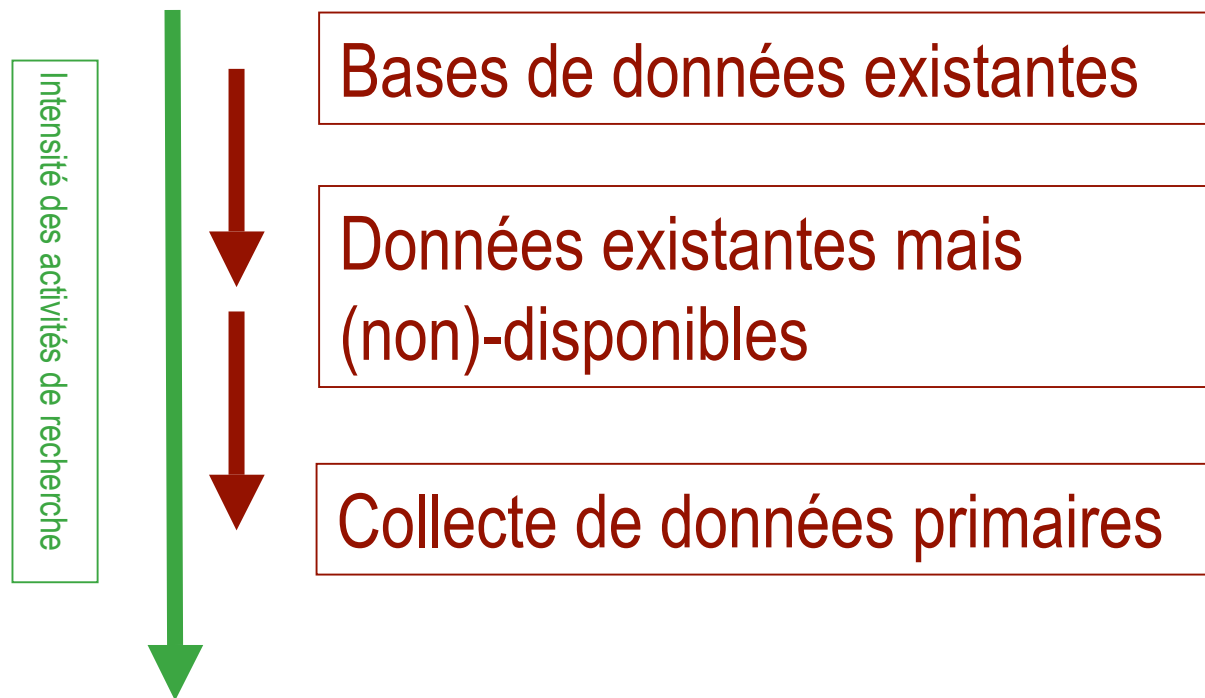 Intensité des activités de recherche
Bases de données existantes
Données existantes mais
(non)-disponibles
Collecte de données primaires